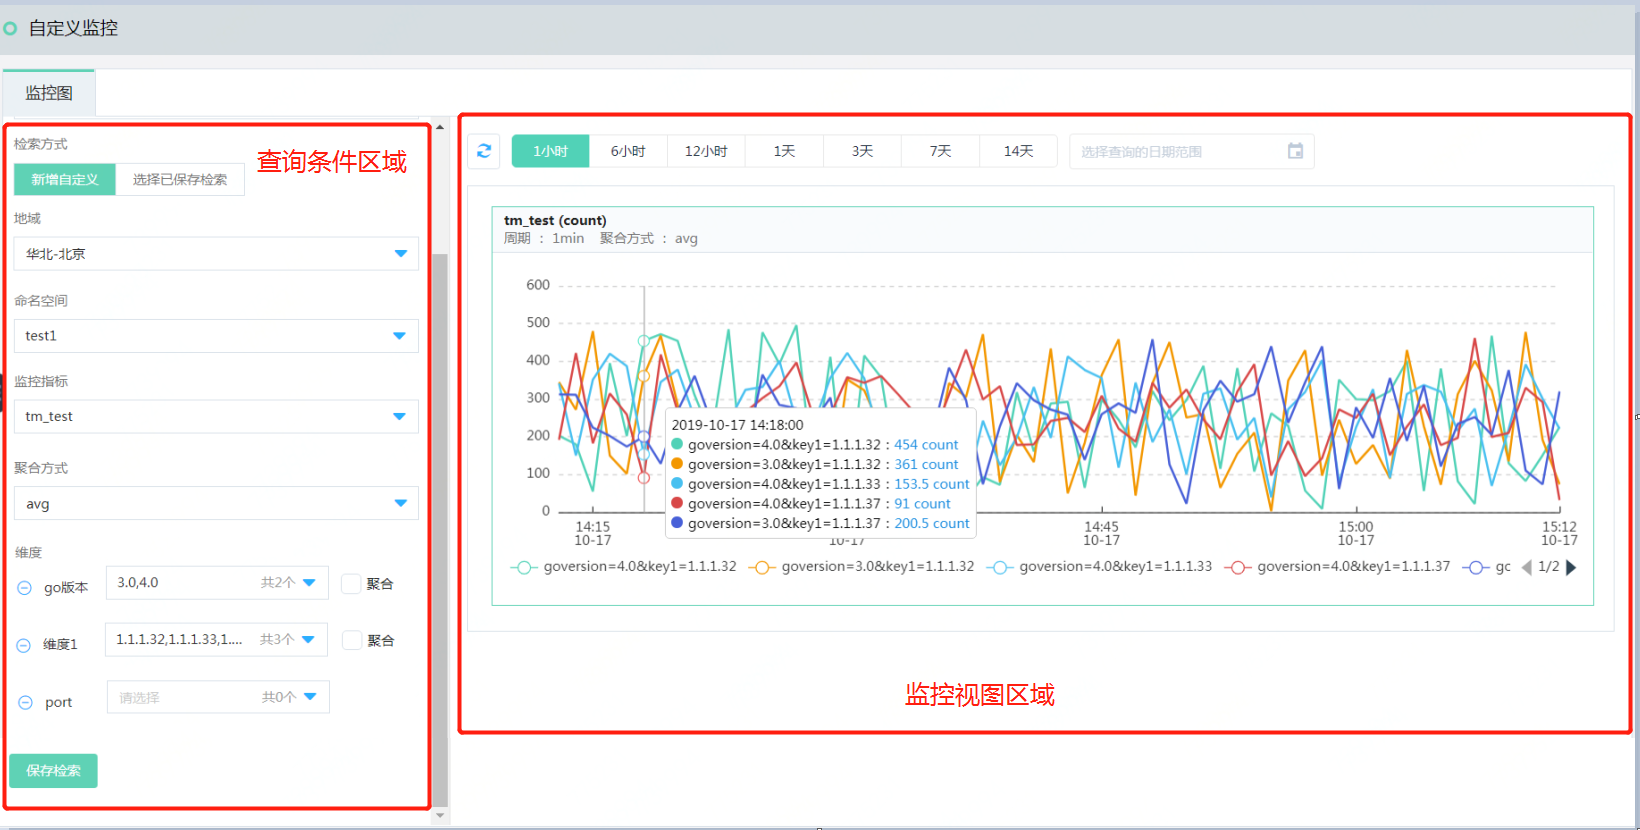 自定义监控
监控图
检索方式
查询条件区域
新增自定义 选择已保存检索
地域
华北-北京
命名空间
test1
监控指标
tm_test
聚合方式
avg
维度
go版本 3.0,4.0 共2个 聚合
维度1 1.1.1.32,1.1.1.33,1.... 共3个 聚合
port 请选择 共0个
保存检索
1小时 6小时 12小时 1天 3天 7天 14天 选择查询的日期范围
tm_test (count)
周期 : 1min 聚合方式 : avg
600
500
400
300
200
100
0
2019-10-17 14:18:00
goversion=4.0&key1=1.1.1.32 : 454 count
goversion=3.0&key1=1.1.1.32 : 361 count
goversion=4.0&key1=1.1.1.33 : 153.5 count
goversion=4.0&key1=1.1.1.37 : 91 count
goversion=3.0&key1=1.1.1.37 : 200.5 count
14:15 14:45 15:00 15:12
10-17 10-17 10-17 10-17 10-17
goversion=4.0&key1=1.1.1.32 goversion=3.0&key1=1.1.1.32 goversion=4.0&key1=1.1.1.33 goversion=4.0&key1=1.1.1.37 gc 1/2
监控视图区域